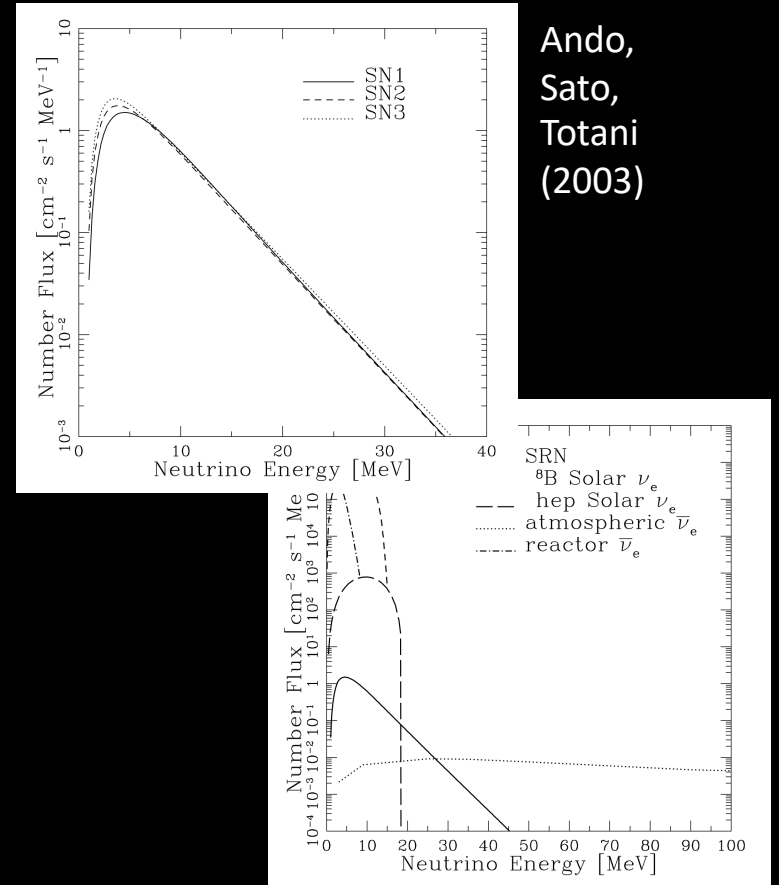 Ando,
Sato,
Totani
(2003)
SN1
SN2
SN3
Number Flux [cm⁻² s⁻¹ MeV⁻¹]
10
1
10⁻¹
10⁻²
10⁻³
0 10 20 30 40
Neutrino Energy [MeV]
SRN
⁸B Solar νₑ
hep Solar νₑ
atmospheric ν̅ₑ
reactor ν̅ₑ
Number Flux [cm⁻² s⁻¹ Me
10⁴
10³
10²
10¹
1
10⁻¹
10⁻²
10⁻³
10⁻⁴
0 10 20 30 40 50 60 70 80 90 100
Neutrino Energy [MeV]